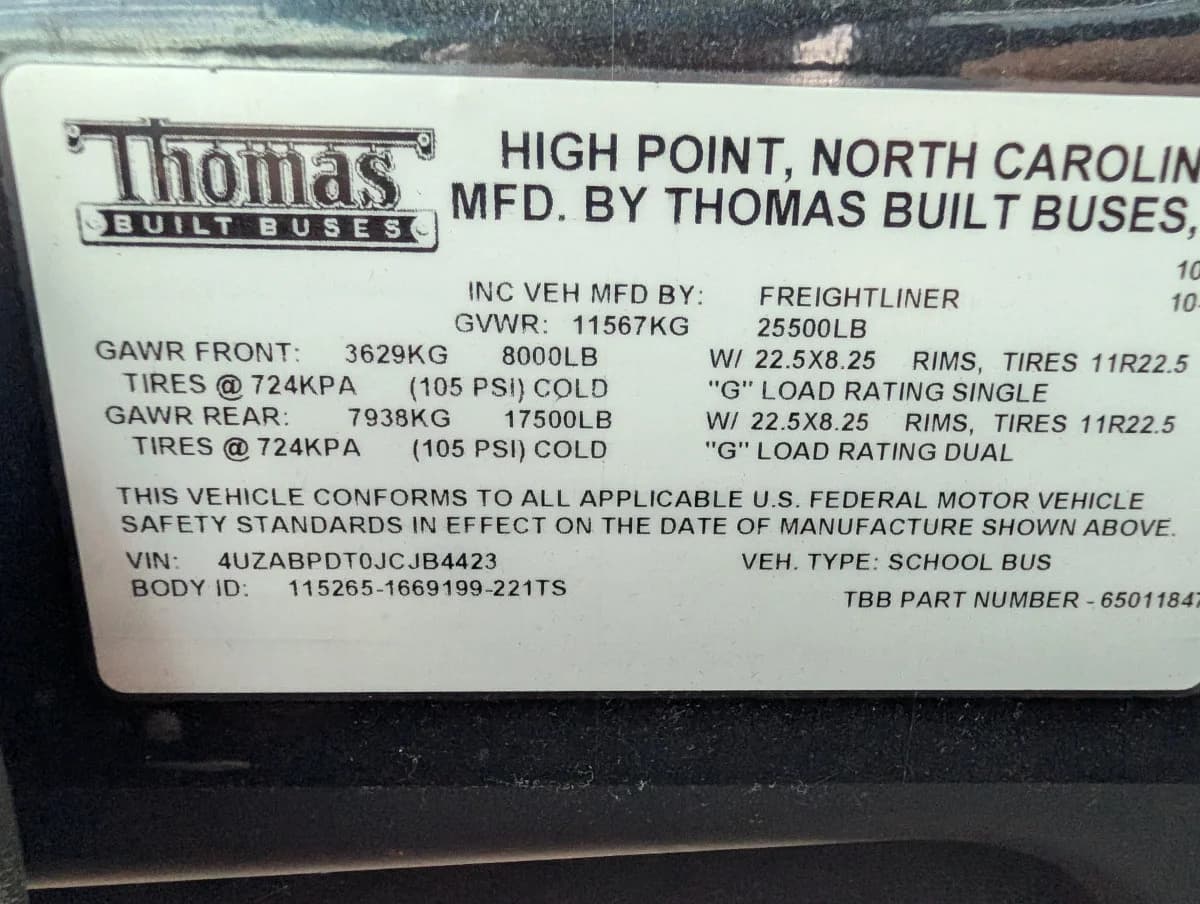 Thomas
BUILT BUSES
HIGH POINT, NORTH CAROLIN
MFD. BY THOMAS BUILT BUSES,
10
INC VEH MFD BY: FREIGHTLINER 10
GVWR: 11567KG 25500LB
GAWR FRONT: 3629KG 8000LB W/ 22.5X8.25 RIMS, TIRES 11R22.5
TIRES @ 724KPA (105 PSI) COLD "G" LOAD RATING SINGLE
GAWR REAR: 7938KG 17500LB W/ 22.5X8.25 RIMS, TIRES 11R22.5
TIRES @ 724KPA (105 PSI) COLD "G" LOAD RATING DUAL
THIS VEHICLE CONFORMS TO ALL APPLICABLE U.S. FEDERAL MOTOR VEHICLE
SAFETY STANDARDS IN EFFECT ON THE DATE OF MANUFACTURE SHOWN ABOVE.
VIN: 4UZABPDT0JCJB4423 VEH. TYPE: SCHOOL BUS
BODY ID: 115265-1669199-221TS
TBB PART NUMBER - 65011847